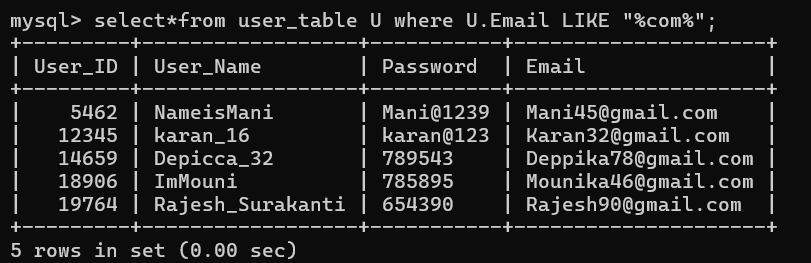 mysql> select*from user_table U where U.Email LIKE "%com%";
+---------+------------------+-----------+---------------------+
| User_ID | User_Name        | Password  | Email               |
+---------+------------------+-----------+---------------------+
|    5462 | NameisMani       | Mani@1239 | Mani45@gmail.com    |
|   12345 | karan_16         | karan@123 | Karan32@gmail.com   |
|   14659 | Depicca_32       | 789543    | Deppika78@gmail.com |
|   18906 | ImMouni          | 785895    | Mounika46@gmail.com |
|   19764 | Rajesh_Surakanti | 654390    | Rajesh90@gmail.com  |
+---------+------------------+-----------+---------------------+
5 rows in set (0.00 sec)